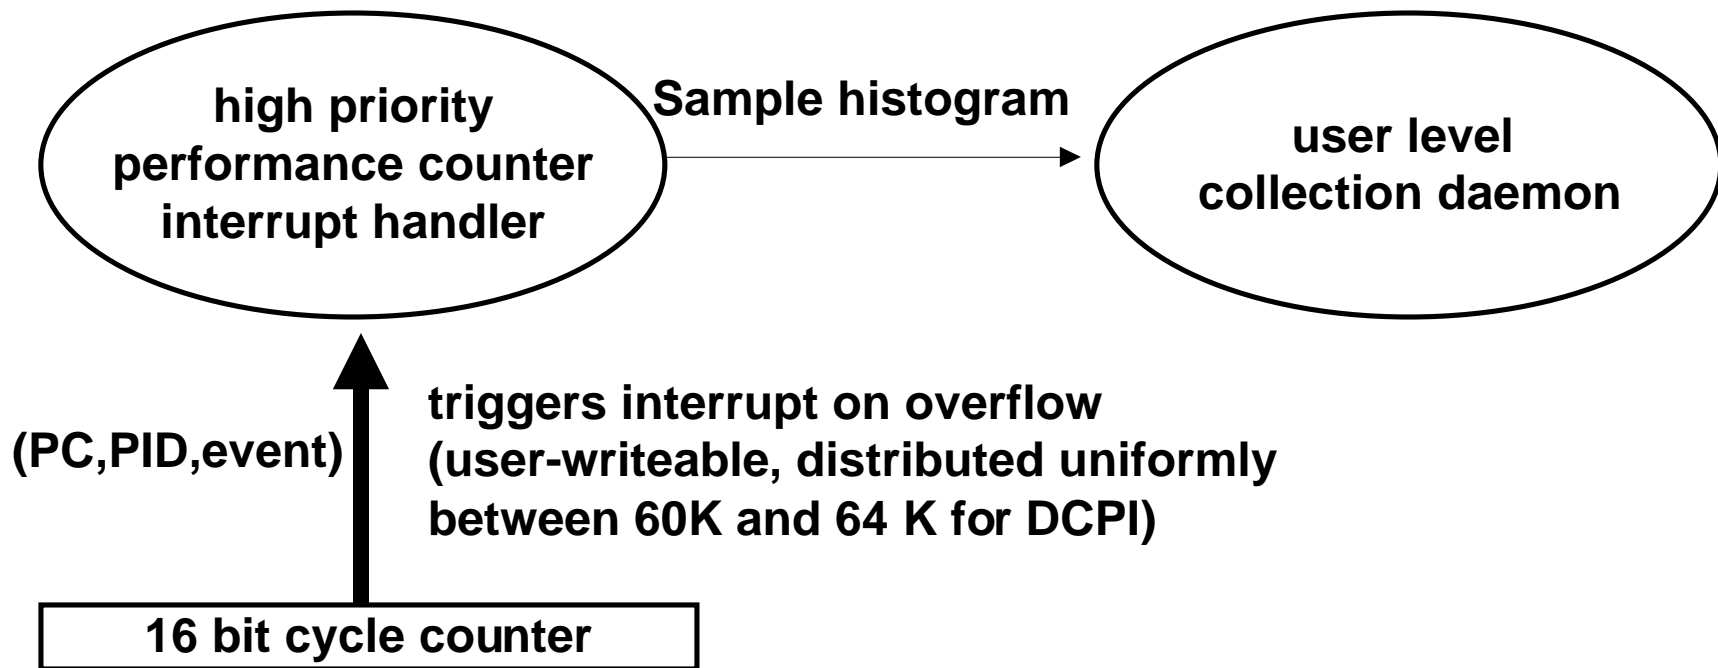 high priority
performance counter
interrupt handler
Sample histogram
user level
collection daemon
(PC,PID,event)
triggers interrupt on overflow
(user-writeable, distributed uniformly
between 60K and 64 K for DCPI)
16 bit cycle counter